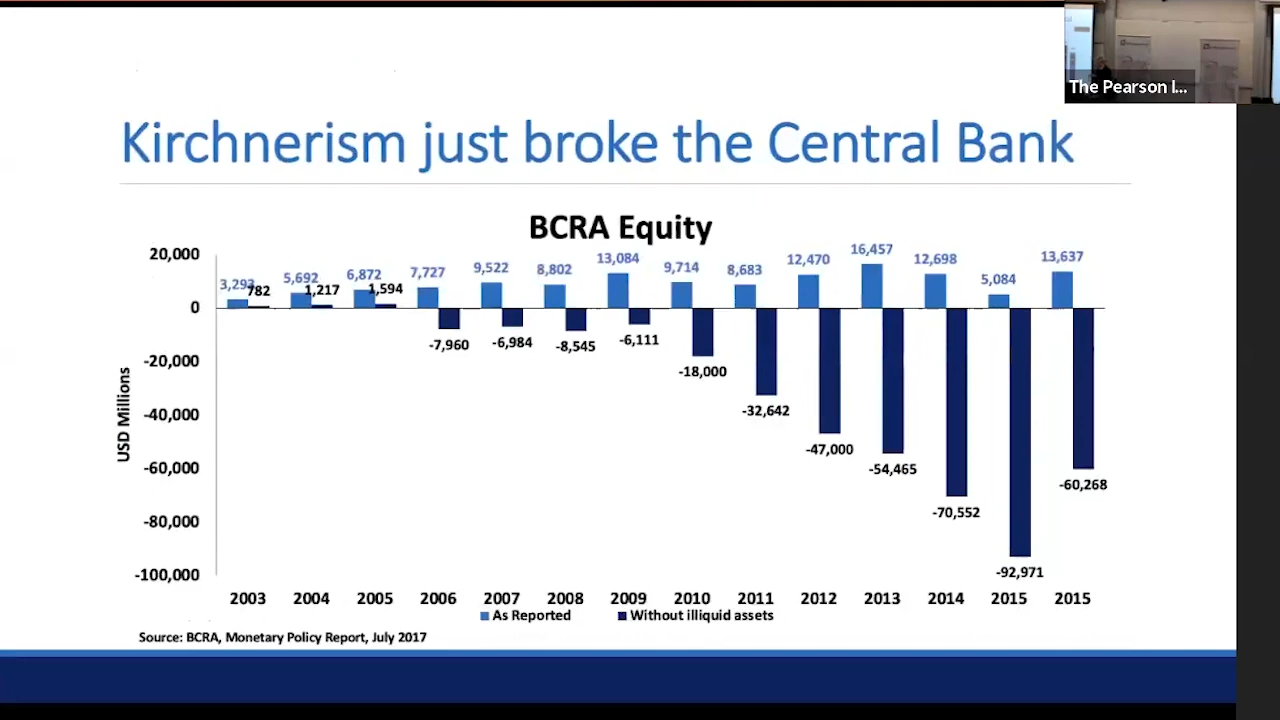 The Pearson I...
Kirchnerism just broke the Central Bank
BCRA Equity
USD Millions
20,000
0
-20,000
-40,000
-60,000
-80,000
-100,000
3,292 5,692 6,872 7,727 9,522 8,802 13,084 9,714 8,683 12,470 16,457 12,698 5,084 13,637
782 1,217 1,594 -7,960 -6,984 -8,545 -6,111 -18,000 -32,642 -47,000 -54,465 -70,552 -92,971 -60,268
2003 2004 2005 2006 2007 2008 2009 2010 2011 2012 2013 2014 2015 2015
As Reported Without illiquid assets
Source: BCRA, Monetary Policy Report, July 2017